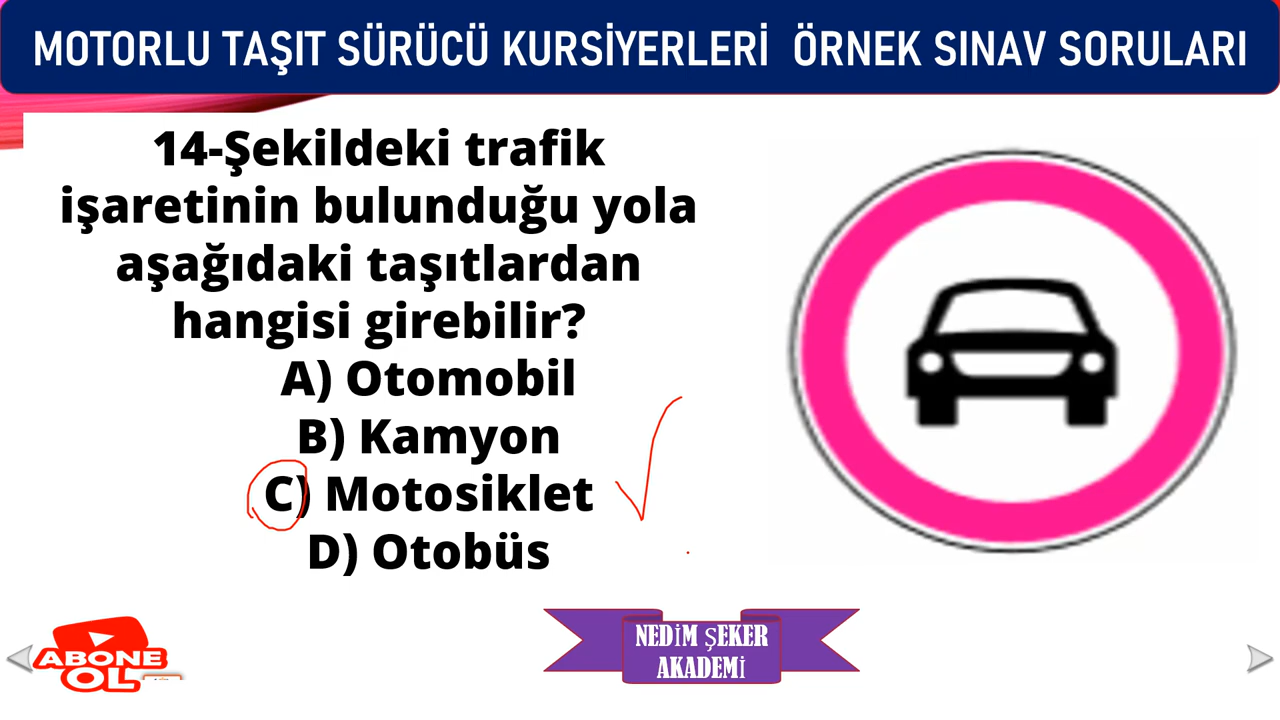 MOTORLU TAŞIT SÜRÜCÜ KURSİYERLERİ ÖRNEK SINAV SORULARI
14-Şekildeki trafik
işaretinin bulunduğu yola
aşağıdaki taşıtlardan
hangisi girebilir?
A) Otomobil
B) Kamyon
C) Motosiklet
D) Otobüs
ABONE
OL
NEDİM ŞEKER
AKADEMİ